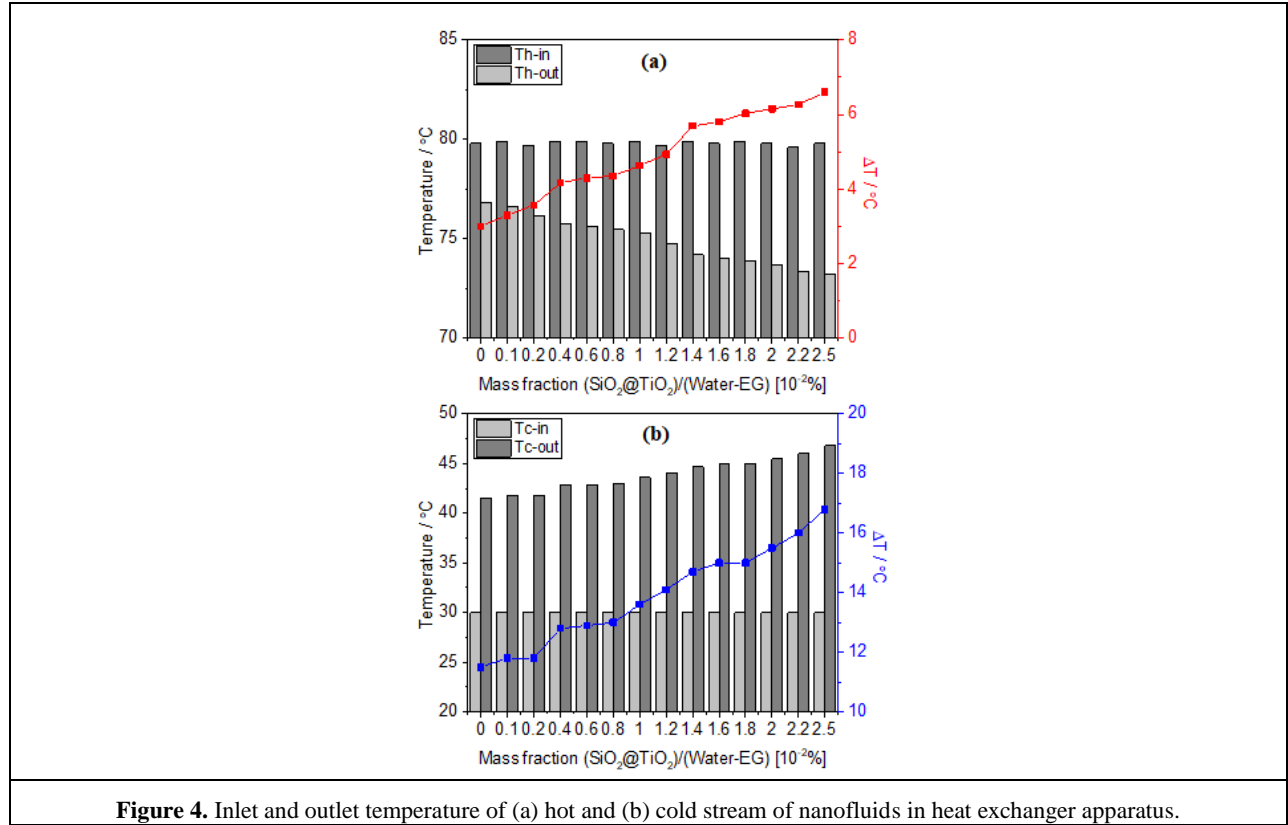 85
8
Th-in
Th-out
(a)
80
6
Temperature / °C
4
ΔT / °C
75
2
70
0
0 0.1 0.2 0.4 0.6 0.8 1 1.2 1.4 1.6 1.8 2 2.2 2.5
Mass fraction (SiO₂@TiO₂)/(Water-EG) [10⁻²%]
50
20
Tc-in
Tc-out
(b)
45
18
40
16
35
Temperature / °C
ΔT / °C
30
14
25
12
20
10
0 0.1 0.2 0.4 0.6 0.8 1 1.2 1.4 1.6 1.8 2 2.2 2.5
Mass fraction (SiO₂@TiO₂)/(Water-EG) [10⁻²%]
Figure 4. Inlet and outlet temperature of (a) hot and (b) cold stream of nanofluids in heat exchanger apparatus.